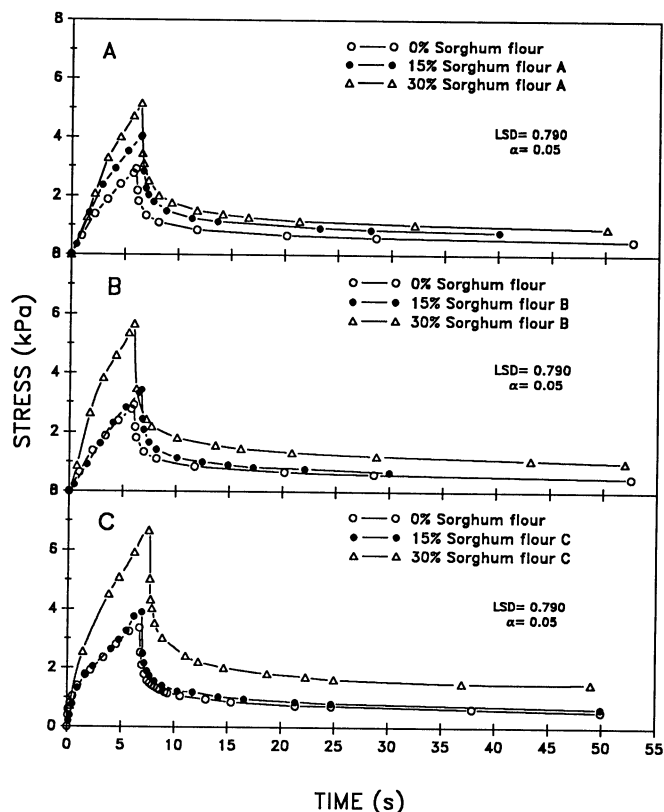 8
A
0% Sorghum flour
15% Sorghum flour A
30% Sorghum flour A
6
LSD= 0.790
α= 0.05
4
2
8
B
0% Sorghum flour
15% Sorghum flour B
30% Sorghum flour B
6
LSD= 0.790
α= 0.05
4
2
STRESS (kPa)
8
C
0% Sorghum flour
15% Sorghum flour C
30% Sorghum flour C
6
LSD= 0.790
α= 0.05
4
2
0
0 5 10 15 20 25 30 35 40 45 50 55
TIME (s)